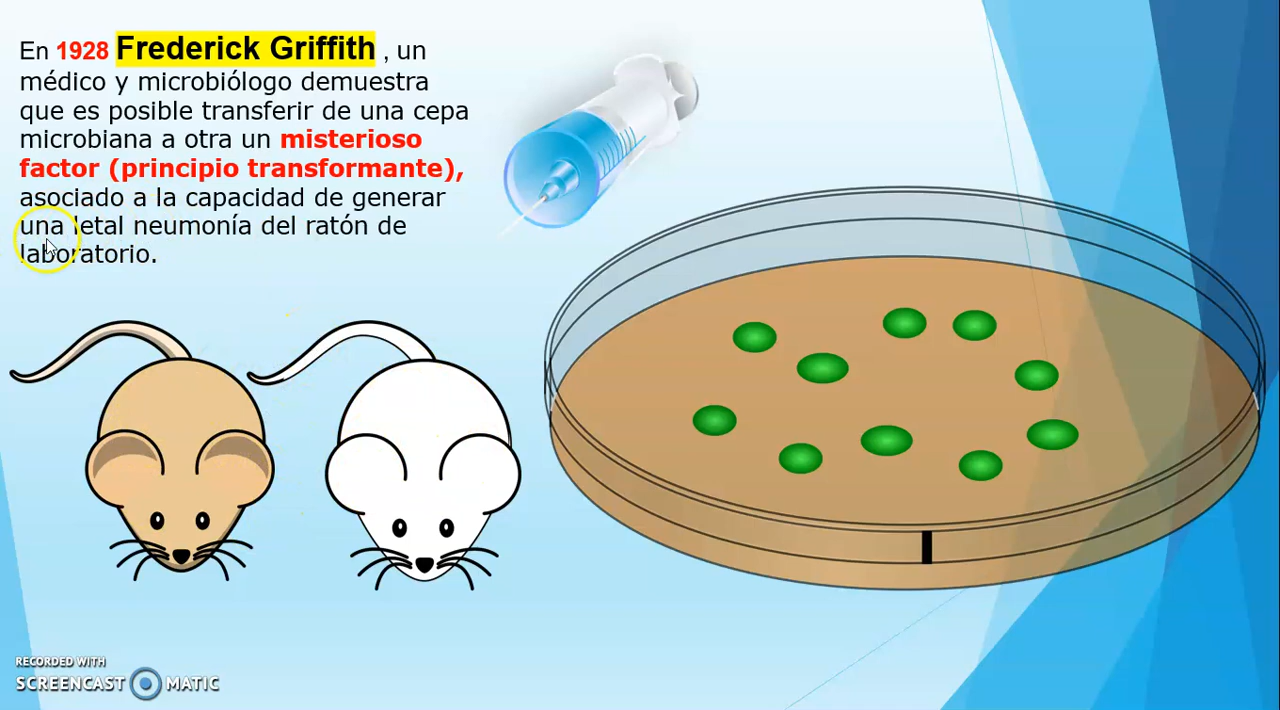 En 1928 Frederick Griffith , un
médico y microbiólogo demuestra
que es posible transferir de una cepa
microbiana a otra un misterioso
factor (principio transformante),
asociado a la capacidad de generar
una letal neumonía del ratón de
laboratorio.
RECORDED WITH
SCREENCAST MATIC